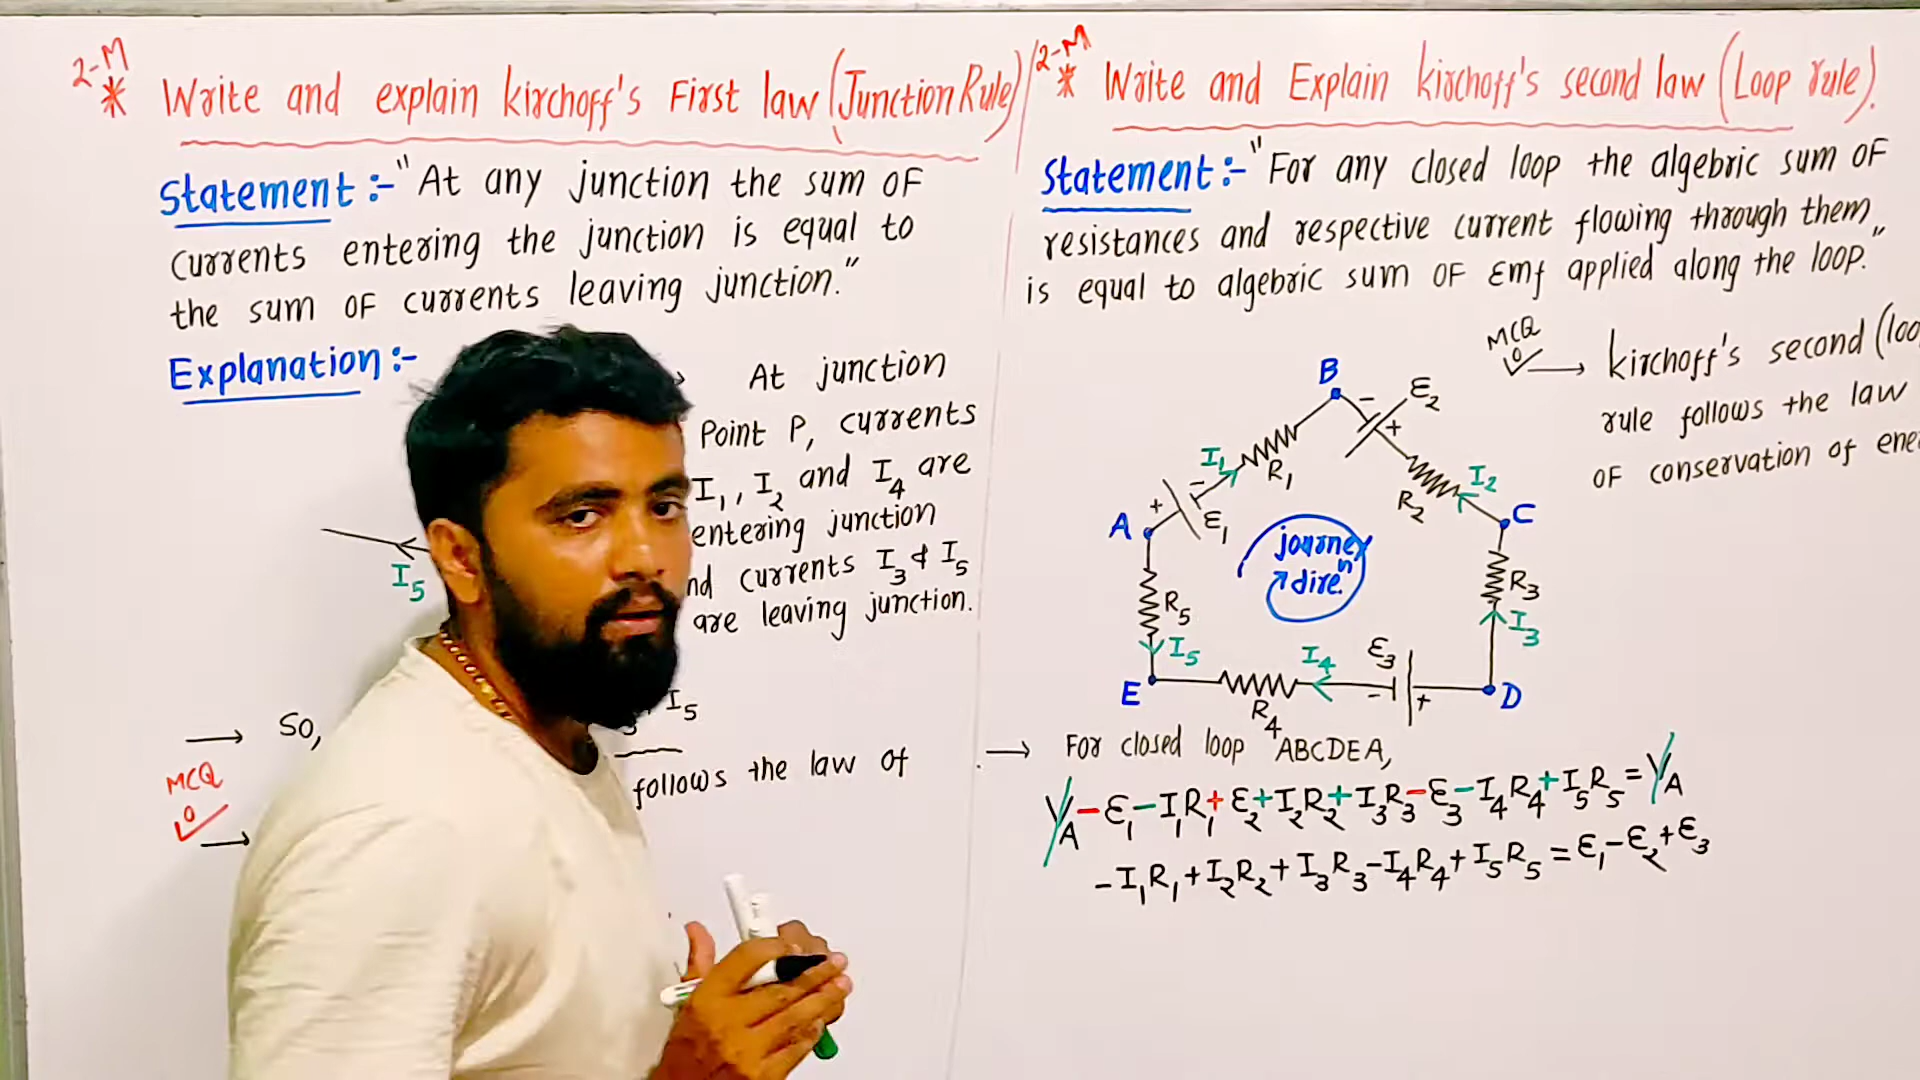 2-M
* Write and explain kirchoff's First law (Junction Rule)
Statement :- "At any junction the sum OF
currents entering the junction is equal to
the sum OF currents leaving junction."
Explanation :-
At junction
Point P, currents
I₁, I₂ and I₄ are
entering junction
nd currents I₃ & I₅
are leaving junction.
I₅
I₅
→ So,
MCQ
→
follows the law of
2-M
* Write and Explain kirchoff's second law (Loop rule).
Statement :- "For any closed loop the algebric sum OF
resistances and respective current flowing through them
is equal to algebric sum OF Emf applied along the loop."
MCQ
→ kirchoff's second (loo
rule follows the law
OF conservation of ene
B
- ε₂
+
I₁ R₁
R₂ I₂
A + - ε₁
C
journey
direⁿ.
R₃
R₅
I₃
I₅
E R₄ I₄ ε₃ - + D
→ For closed loop ABCDEA,
V_A - ε₁ - I₁R₁ + ε₂ + I₂R₂ + I₃R₃ - ε₃ - I₄R₄ + I₅R₅ = V_A
- I₁R₁ + I₂R₂ + I₃R₃ - I₄R₄ + I₅R₅ = ε₁ - ε₂ + ε₃